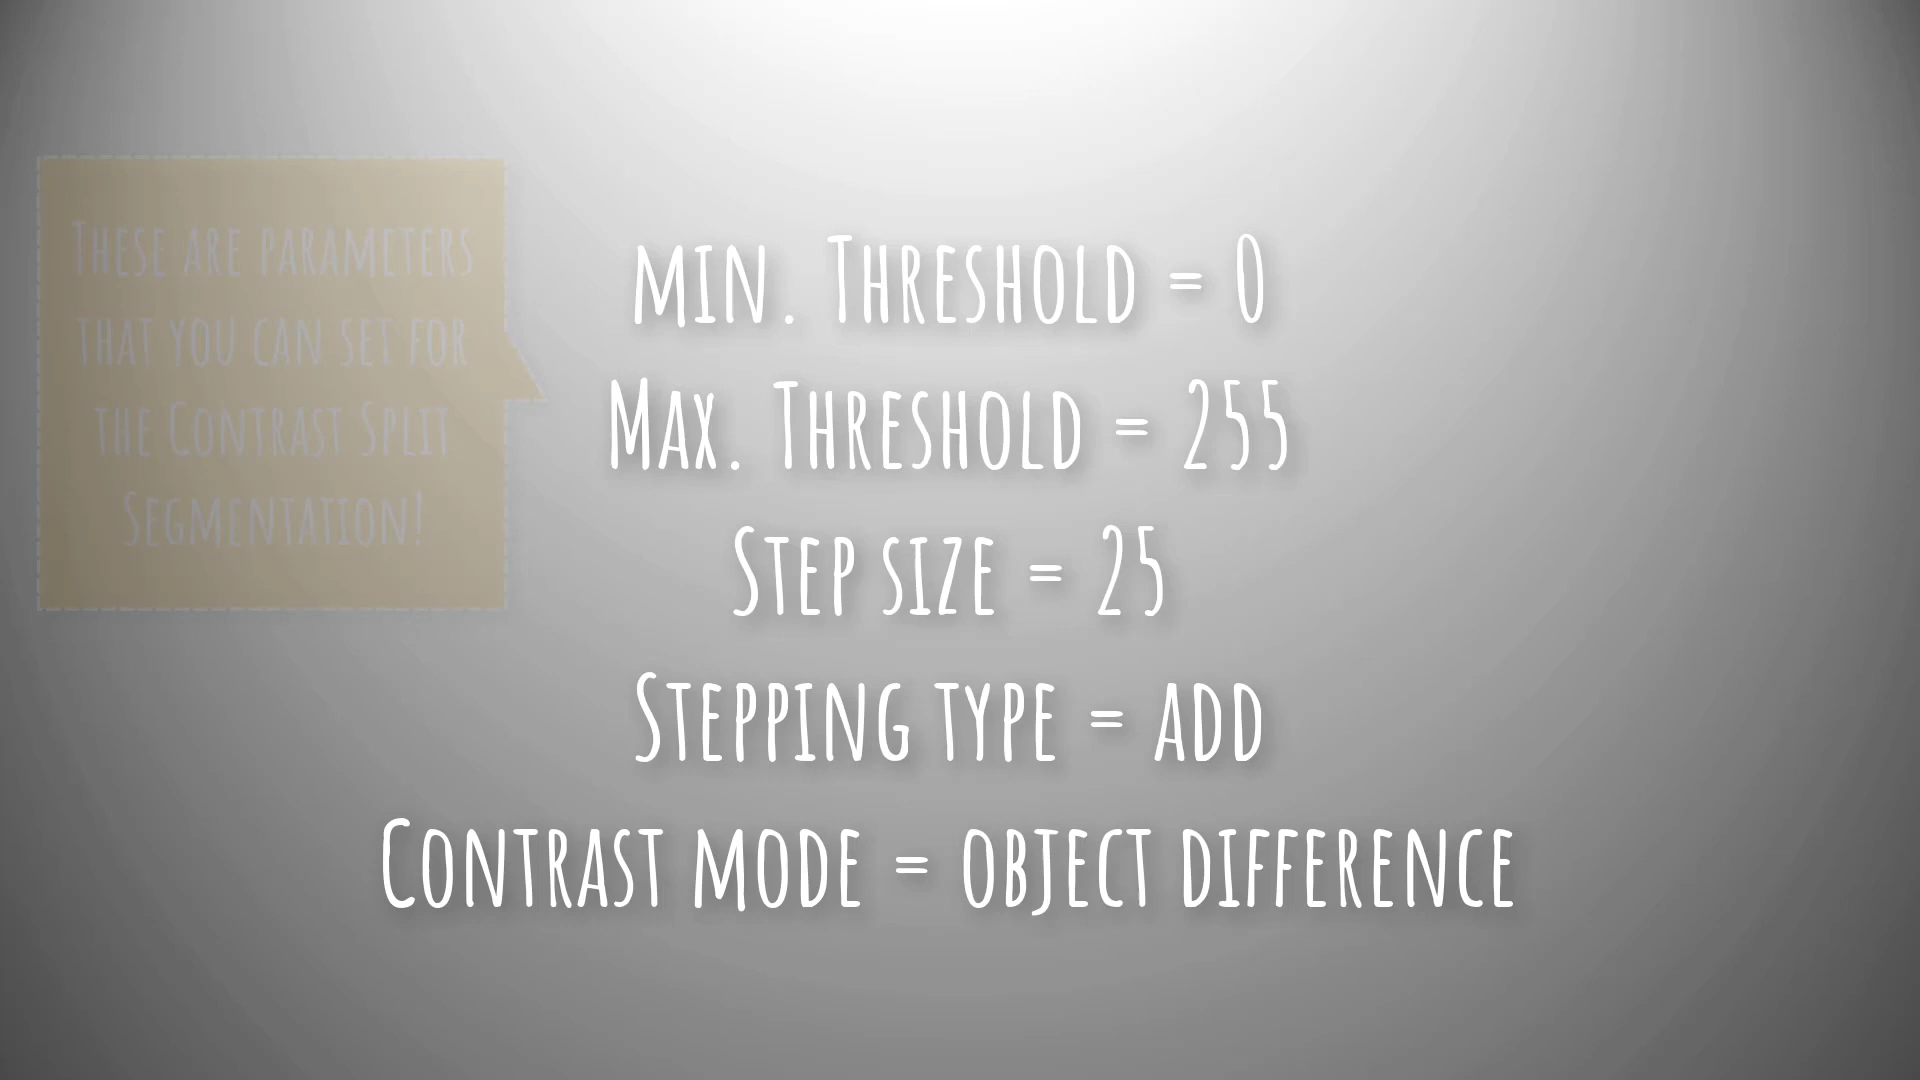 These are parameters
that you can set for
the Contrast Split
Segmentation!
min. Threshold = 0
Max. Threshold = 255
Step size = 25
Stepping type = add
Contrast mode = object difference